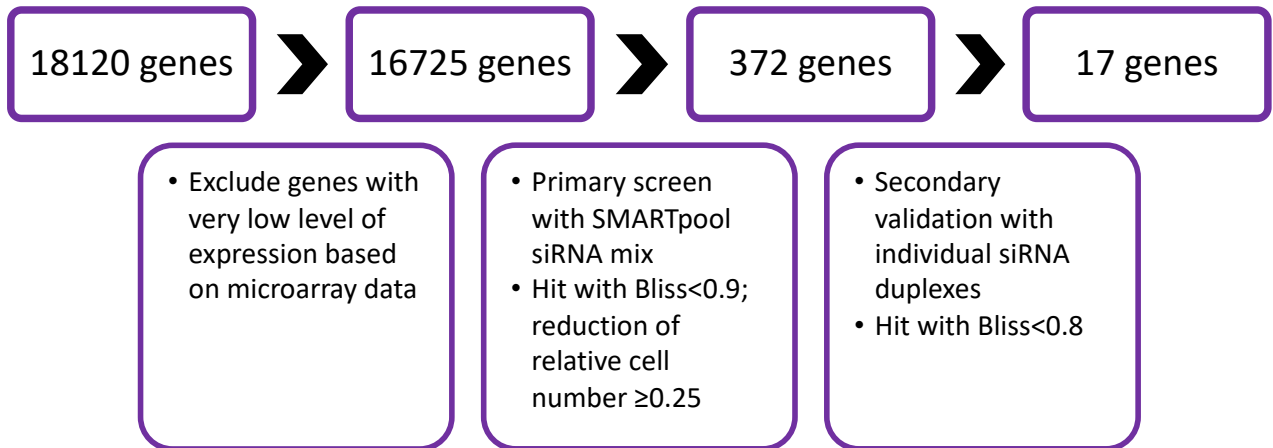 18120 genes
16725 genes
372 genes
17 genes
• Exclude genes with
very low level of
expression based
on microarray data
• Primary screen
with SMARTpool
siRNA mix
• Hit with Bliss<0.9;
reduction of
relative cell
number ≥0.25
• Secondary
validation with
individual siRNA
duplexes
• Hit with Bliss<0.8